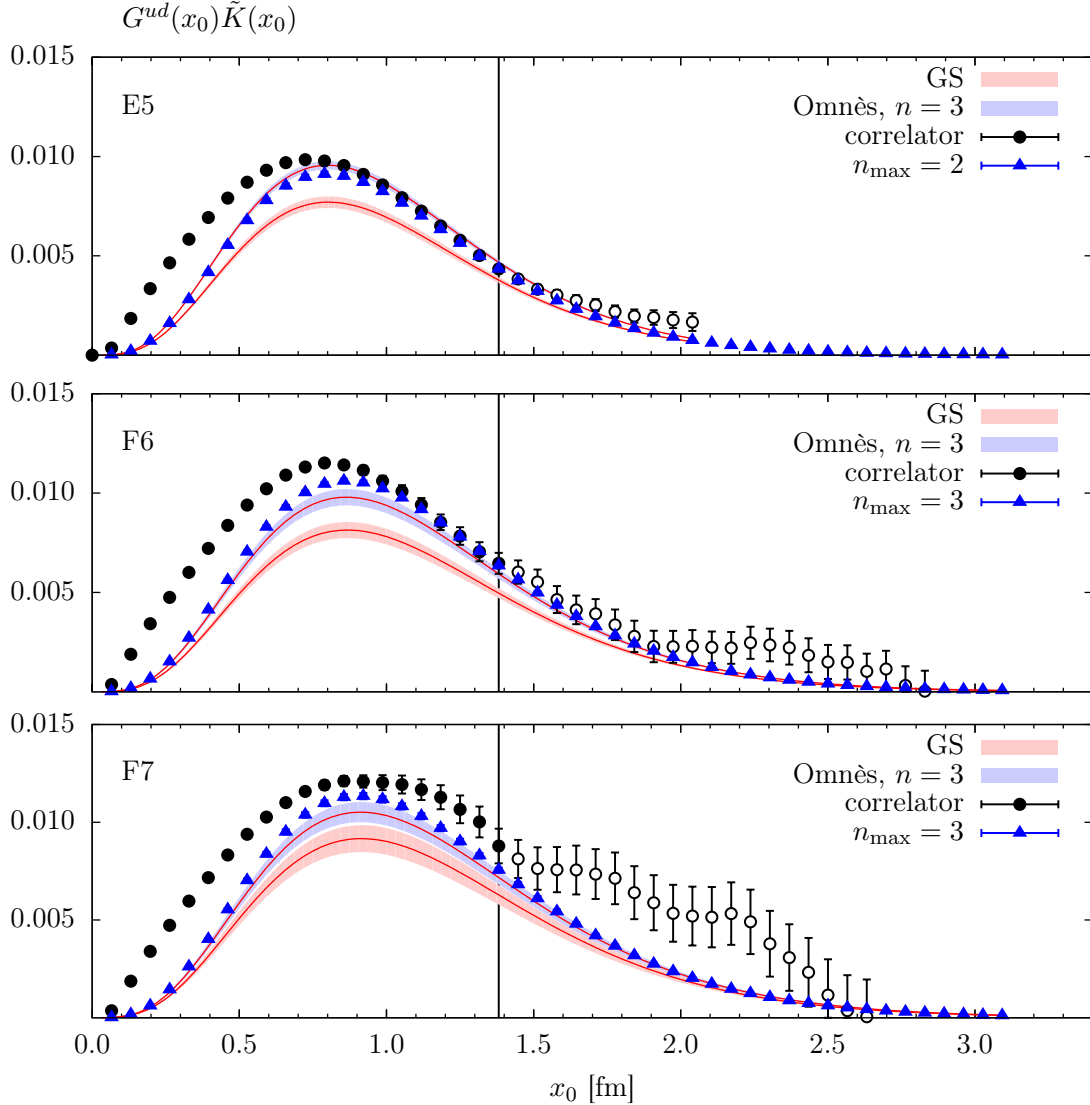 G^{ud}(x_0)\tilde{K}(x_0)
0.015
0.010
0.005
E5
GS
Omnès, n = 3
correlator
n_max = 2
0.015
0.010
0.005
F6
GS
Omnès, n = 3
correlator
n_max = 3
0.015
0.010
0.005
F7
GS
Omnès, n = 3
correlator
n_max = 3
0.0 0.5 1.0 1.5 2.0 2.5 3.0
x_0 [fm]